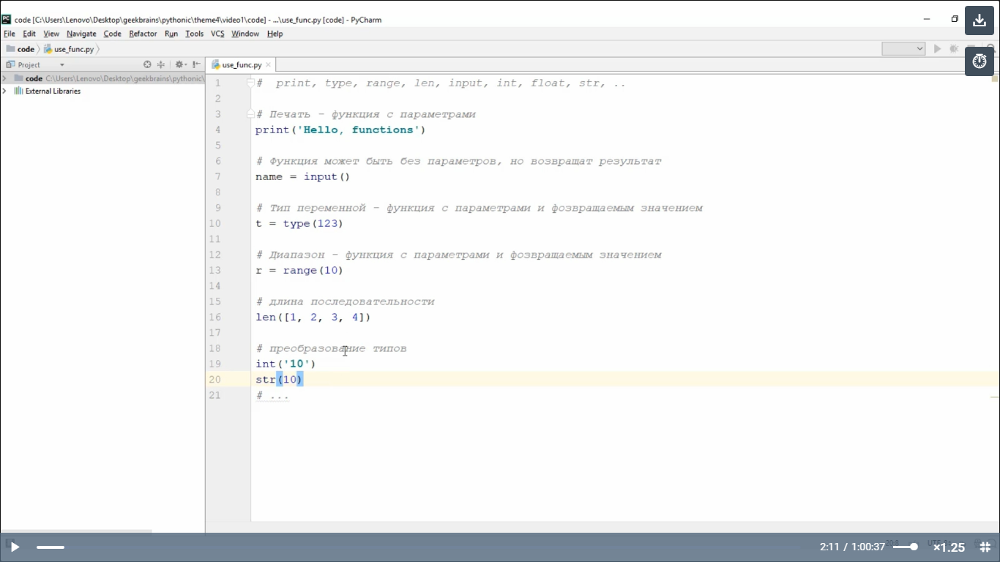 code [C:\Users\Lenovo\Desktop\geekbrains\pythonic\theme4\video1\code] - ...\use_func.py [code] - PyCharm
File Edit View Navigate Code Refactor Run Tools VCS Window Help
code use_func.py
Project
use_func.py
code C:\Users\Lenovo\Desktop\geekbrains\pythonic\
External Libraries
1 # print, type, range, len, input, int, float, str, ..
2
3 # Печать - функция с параметрами
4 print('Hello, functions')
5
6 # Функция может быть без параметров, но возвращат результат
7 name = input()
8
9 # Тип переменной - функция с параметрами и фозвращаемым значением
10 t = type(123)
11
12 # Диапазон - функция с параметрами и фозвращаемым значением
13 r = range(10)
14
15 # длина последовательности
16 len([1, 2, 3, 4])
17
18 # преобразование типов
19 int('10')
20 str(10)
21 # ...
2:11 / 1:00:37 ×1.25